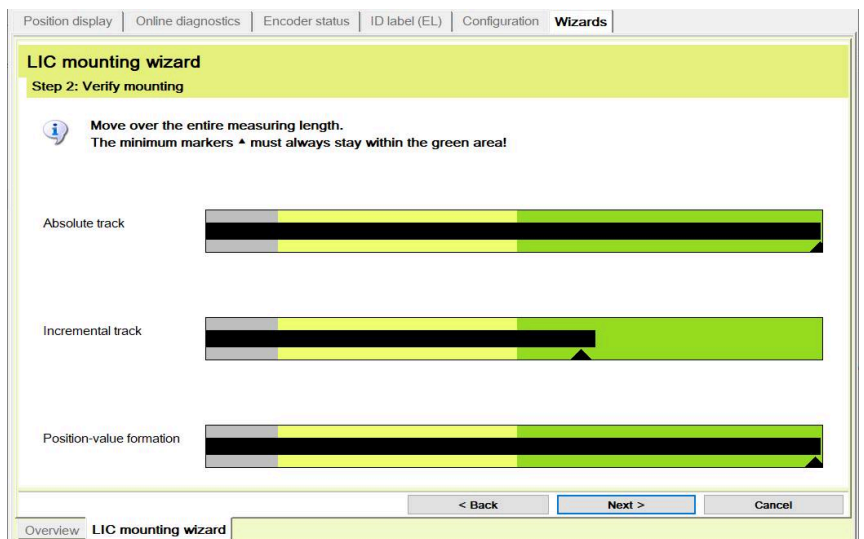 Position display Online diagnostics Encoder status ID label (EL) Configuration Wizards
LIC mounting wizard
Step 2: Verify mounting
Move over the entire measuring length.
The minimum markers ▲ must always stay within the green area!
Absolute track
Incremental track
Position-value formation
< Back Next > Cancel
Overview LIC mounting wizard